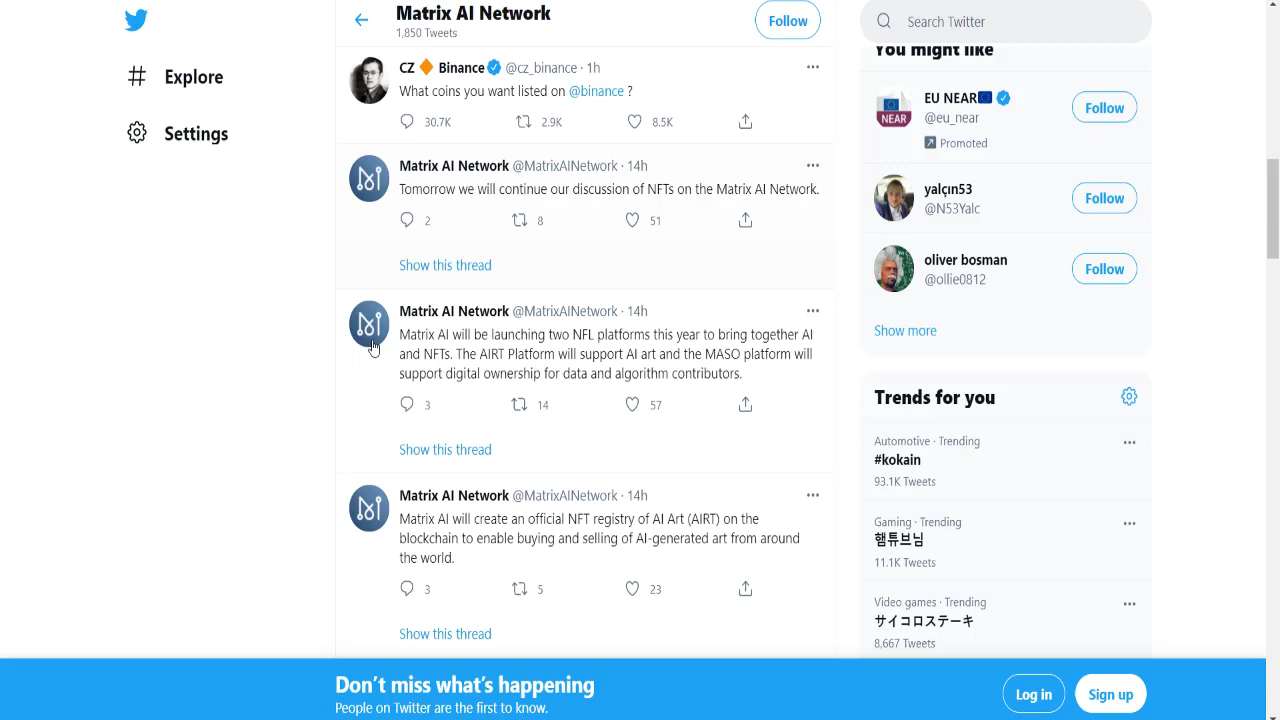 Matrix AI Network
1,850 Tweets
Follow
Search Twitter
Explore
Settings
CZ 🔶 Binance @cz_binance · 1h
What coins you want listed on @binance ?
30.7K 2.9K 8.5K
Matrix AI Network @MatrixAINetwork · 14h
Tomorrow we will continue our discussion of NFTs on the Matrix AI Network.
2 8 51
Show this thread
Matrix AI Network @MatrixAINetwork · 14h
Matrix AI will be launching two NFL platforms this year to bring together AI
and NFTs. The AIRT Platform will support AI art and the MASO platform will
support digital ownership for data and algorithm contributors.
3 14 57
Show this thread
Matrix AI Network @MatrixAINetwork · 14h
Matrix AI will create an official NFT registry of AI Art (AIRT) on the
blockchain to enable buying and selling of AI-generated art from around
the world.
3 5 23
Show this thread
You might like
EU NEAR🇪🇺
@eu_near
Follow
Promoted
NEAR
yalçın53
@N53Yalc
Follow
oliver bosman
@ollie0812
Follow
Show more
Trends for you
Automotive · Trending
#kokain
93.1K Tweets
Gaming · Trending
햄튜브님
11.1K Tweets
Video games · Trending
サイコロステーキ
8,667 Tweets
Don't miss what's happening
People on Twitter are the first to know.
Log in
Sign up